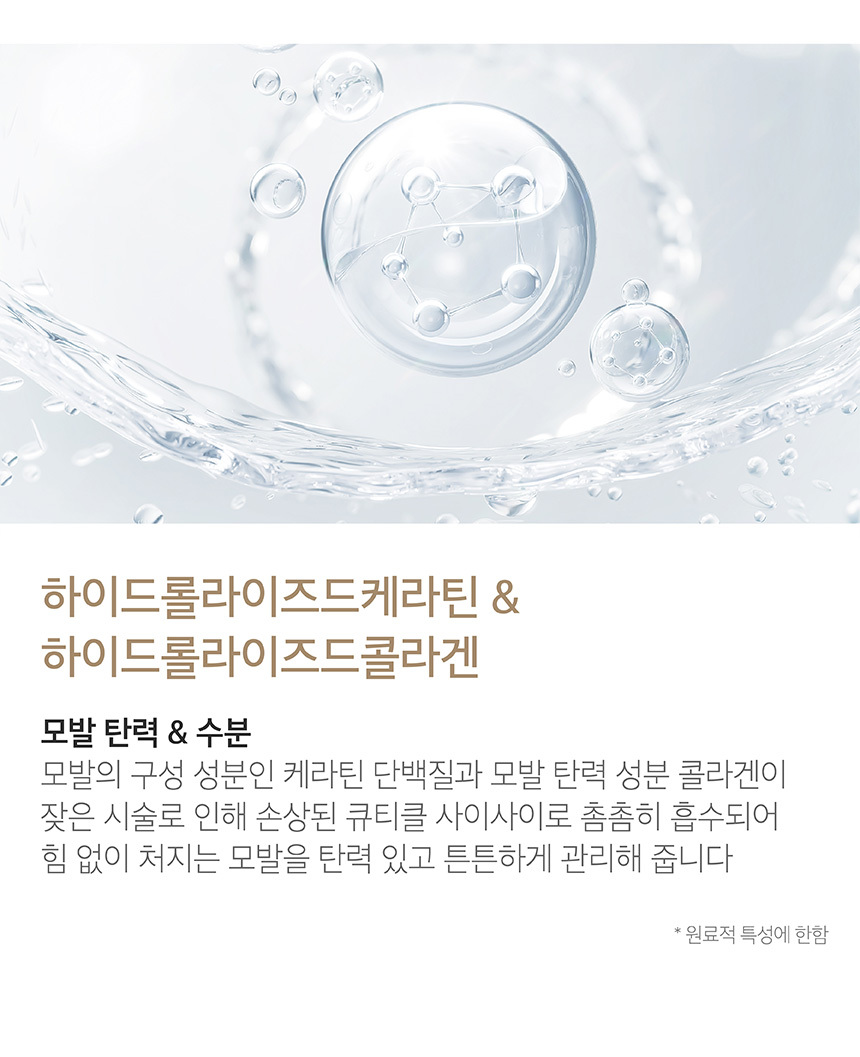 하이드롤라이즈드케라틴 &
하이드롤라이즈드콜라겐
모발 탄력 & 수분
모발의 구성 성분인 케라틴 단백질과 모발 탄력 성분 콜라겐이
잦은 시술로 인해 손상된 큐티클 사이사이로 촘촘히 흡수되어
힘 없이 처지는 모발을 탄력 있고 튼튼하게 관리해 줍니다
* 원료적 특성에 한함